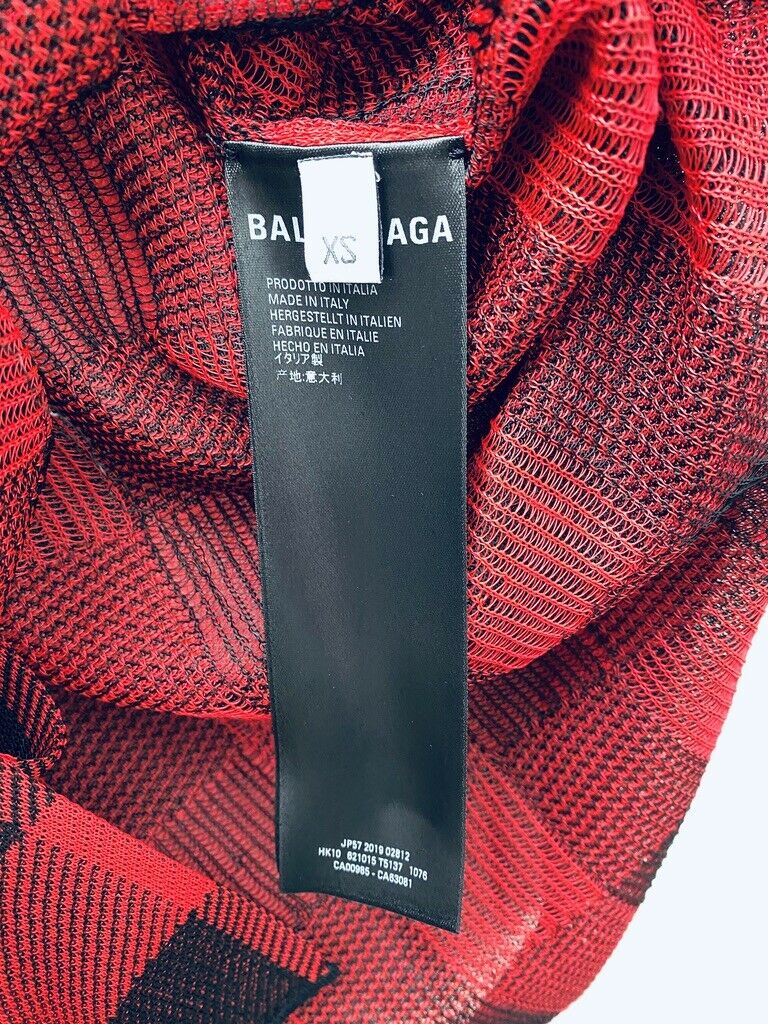 BAL AGA
XS
PRODOTTO IN ITALIA
MADE IN ITALY
HERGESTELLT IN ITALIEN
FABRIQUE EN ITALIE
HECHO EN ITALIA
イタリア製
产地:意大利
JP57 2019 02812
HK10 621015 T5137 1076
CA00985 - CA63081